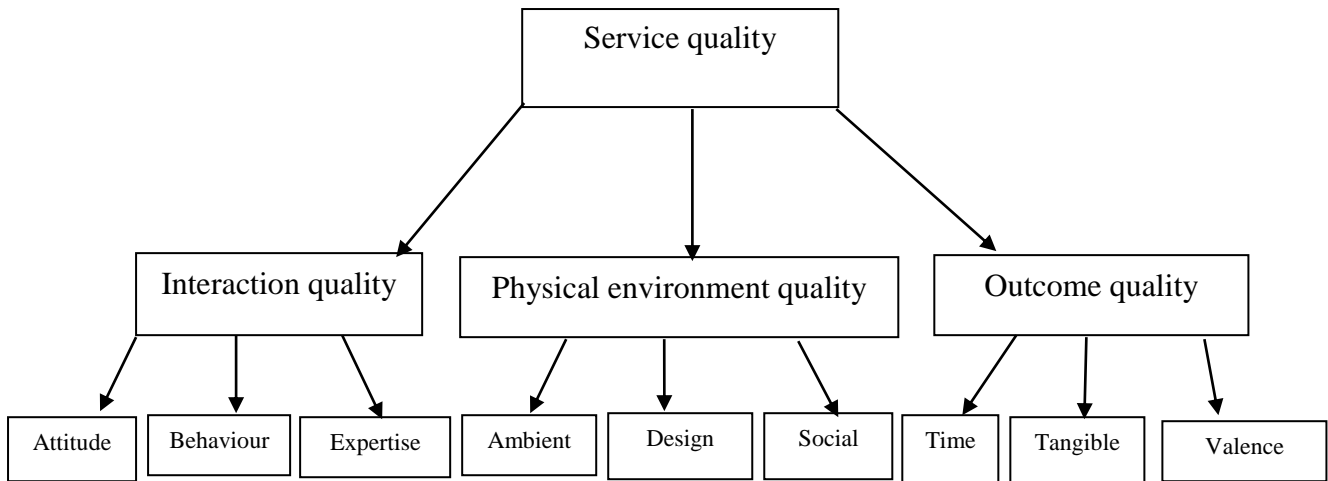 Service quality
Interaction quality
Physical environment quality
Outcome quality
Attitude
Behaviour
Expertise
Ambient
Design
Social
Time
Tangible
Valence